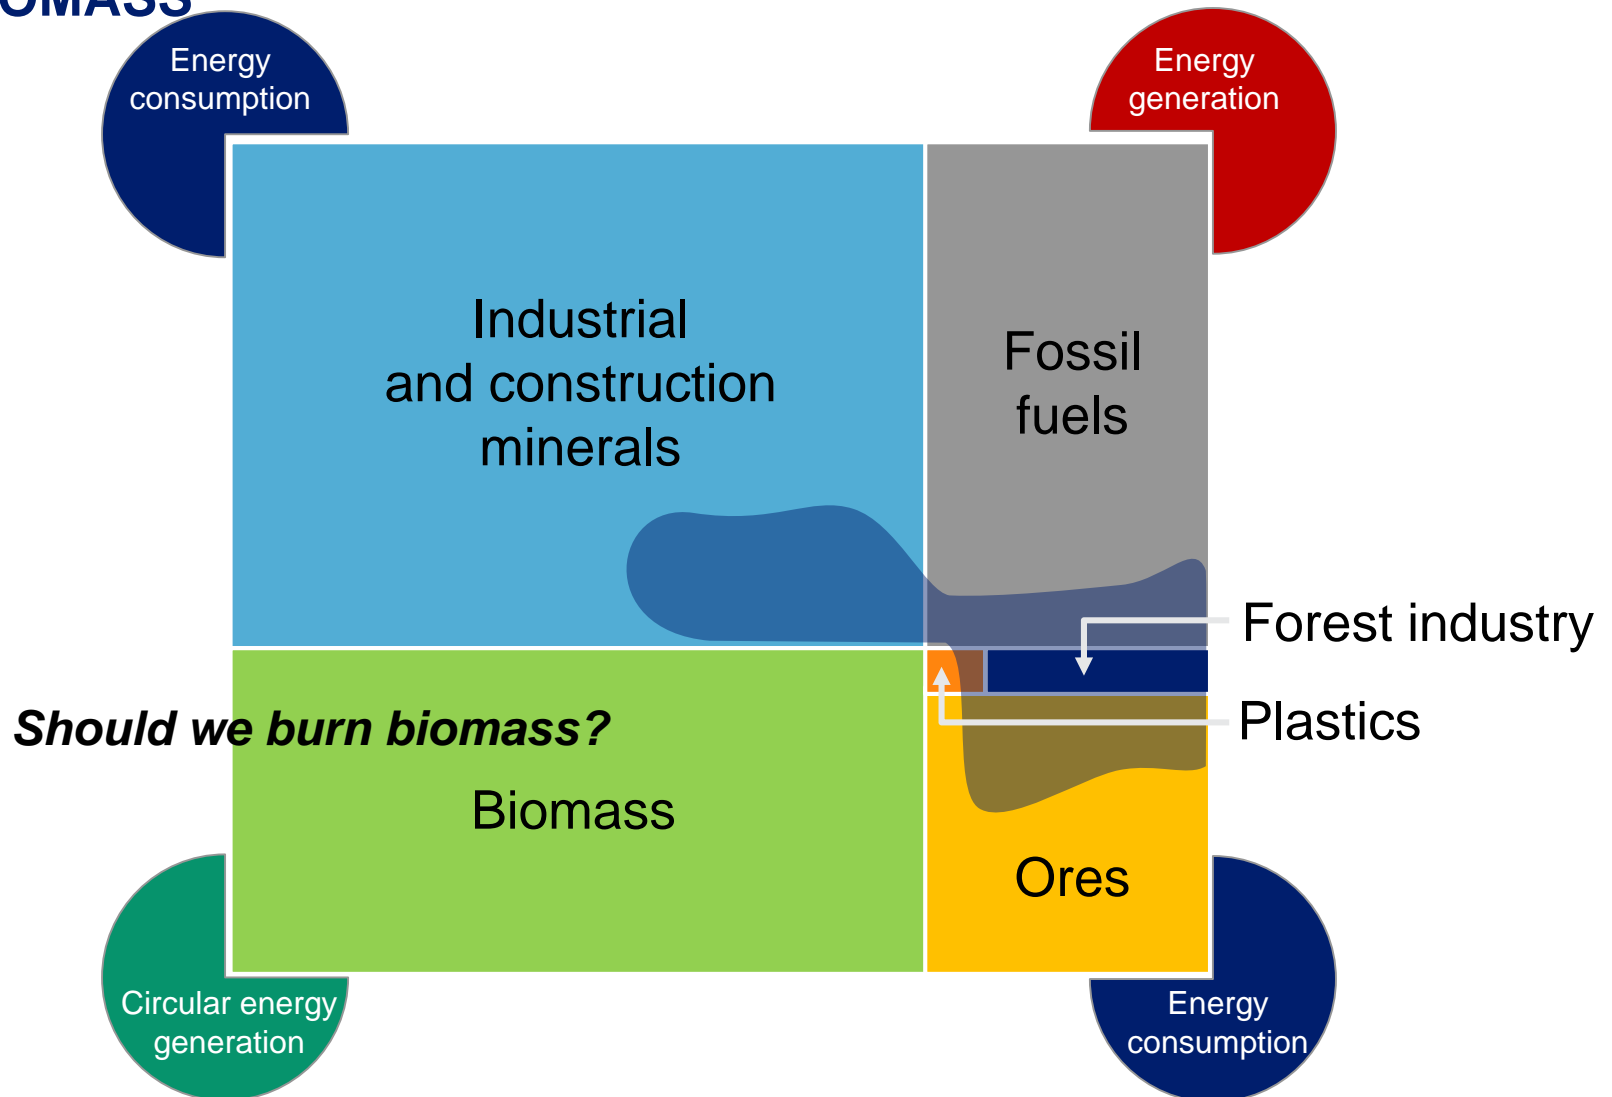 Energy
consumption
Energy
generation
Industrial
and construction
minerals
Fossil
fuels
Forest industry
Plastics
Should we burn biomass?
Biomass
Ores
Circular energy
generation
Energy
consumption